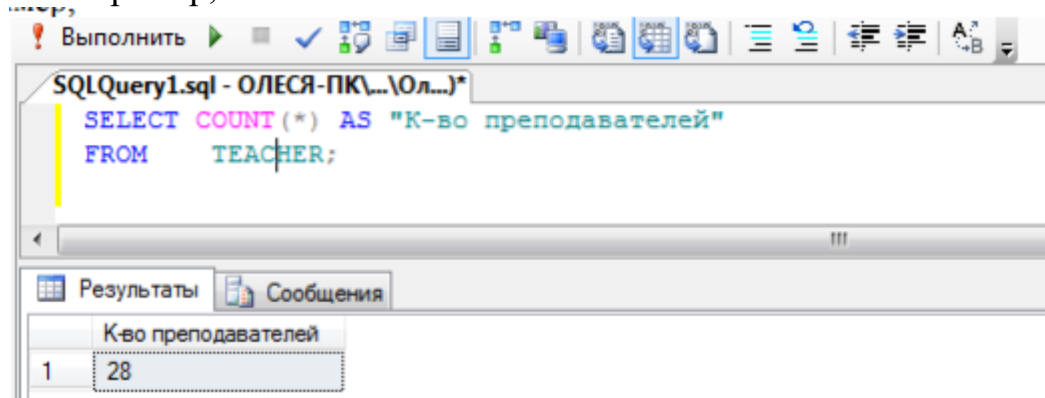 Выполнить
SQLQuery1.sql - ОЛЕСЯ-ПК\...\Ол...)*
SELECT COUNT(*) AS "К-во преподавателей"
FROM TEACHER;
Результаты Сообщения
К-во преподавателей
1 28